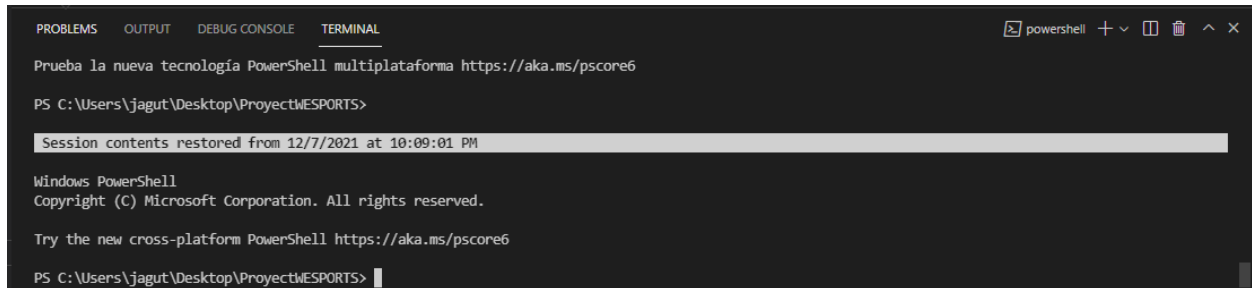 PROBLEMS OUTPUT DEBUG CONSOLE TERMINAL powershell
Prueba la nueva tecnología PowerShell multiplataforma https://aka.ms/pscore6
PS C:\Users\jagut\Desktop\ProyectWESPORTS>
Session contents restored from 12/7/2021 at 10:09:01 PM
Windows PowerShell
Copyright (C) Microsoft Corporation. All rights reserved.
Try the new cross-platform PowerShell https://aka.ms/pscore6
PS C:\Users\jagut\Desktop\ProyectWESPORTS>